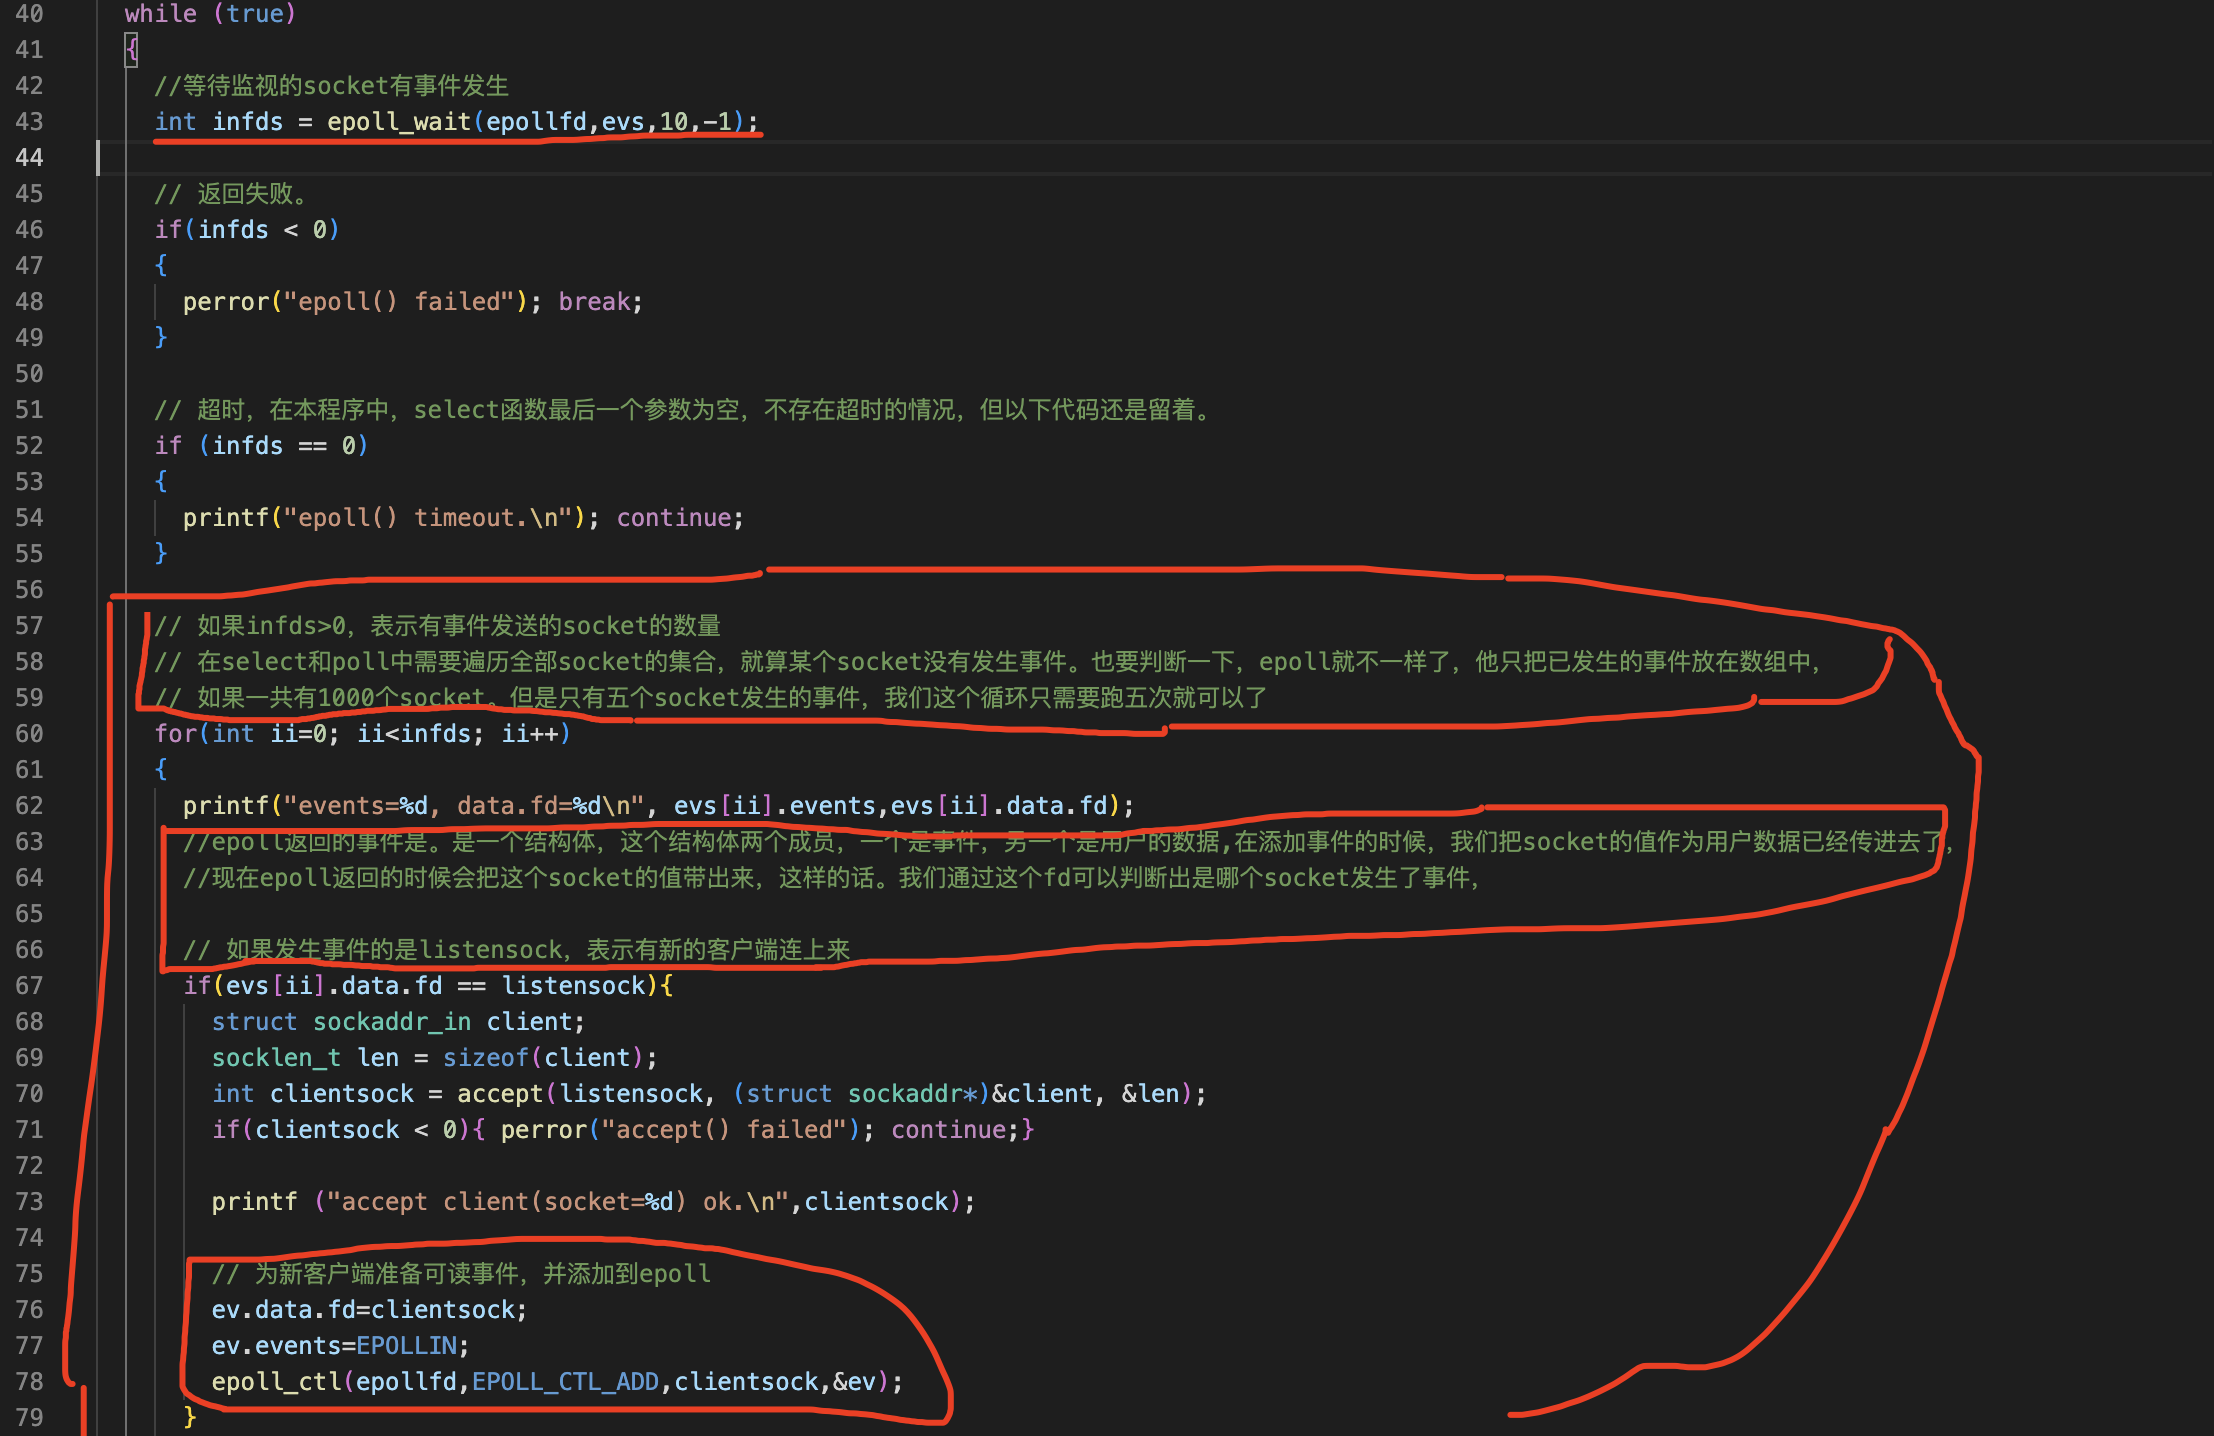 40 while (true)
41 {
42 //等待监视的socket有事件发生
43 int infds = epoll_wait(epollfd,evs,10,-1);
44
45 // 返回失败。
46 if(infds < 0)
47 {
48 perror("epoll() failed"); break;
49 }
50
51 // 超时，在本程序中，select函数最后一个参数为空，不存在超时的情况，但以下代码还是留着。
52 if (infds == 0)
53 {
54 printf("epoll() timeout.\n"); continue;
55 }
56
57 // 如果infds>0，表示有事件发送的socket的数量
58 // 在select和poll中需要遍历全部socket的集合，就算某个socket没有发生事件。也要判断一下，epoll就不一样了，他只把已发生的事件放在数组中，
59 // 如果一共有1000个socket。但是只有五个socket发生的事件，我们这个循环只需要跑五次就可以了
60 for(int ii=0; ii<infds; ii++)
61 {
62 printf("events=%d, data.fd=%d\n", evs[ii].events,evs[ii].data.fd);
63 //epoll返回的事件是。是一个结构体，这个结构体两个成员，一个是事件，另一个是用户的数据,在添加事件的时候，我们把socket的值作为用户数据已经传进去了，
64 //现在epoll返回的时候会把这个socket的值带出来，这样的话。我们通过这个fd可以判断出是哪个socket发生了事件，
65
66 // 如果发生事件的是listensock，表示有新的客户端连上来
67 if(evs[ii].data.fd == listensock){
68 struct sockaddr_in client;
69 socklen_t len = sizeof(client);
70 int clientsock = accept(listensock, (struct sockaddr*)&client, &len);
71 if(clientsock < 0){ perror("accept() failed"); continue;}
72
73 printf ("accept client(socket=%d) ok.\n",clientsock);
74
75 // 为新客户端准备可读事件，并添加到epoll
76 ev.data.fd=clientsock;
77 ev.events=EPOLLIN;
78 epoll_ctl(epollfd,EPOLL_CTL_ADD,clientsock,&ev);
79 }